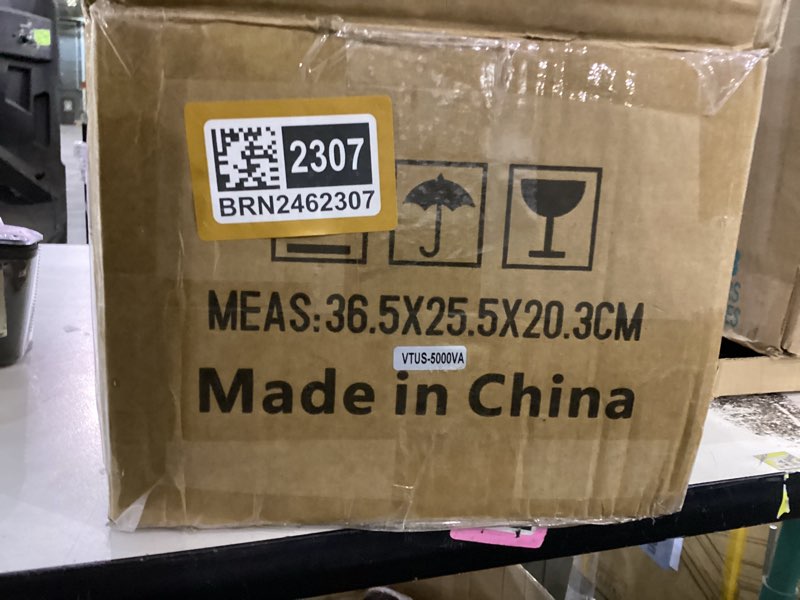 2307
BRN2462307
MEAS:36.5X25.5X20.3CM
VTUS-5000VA
Made in China